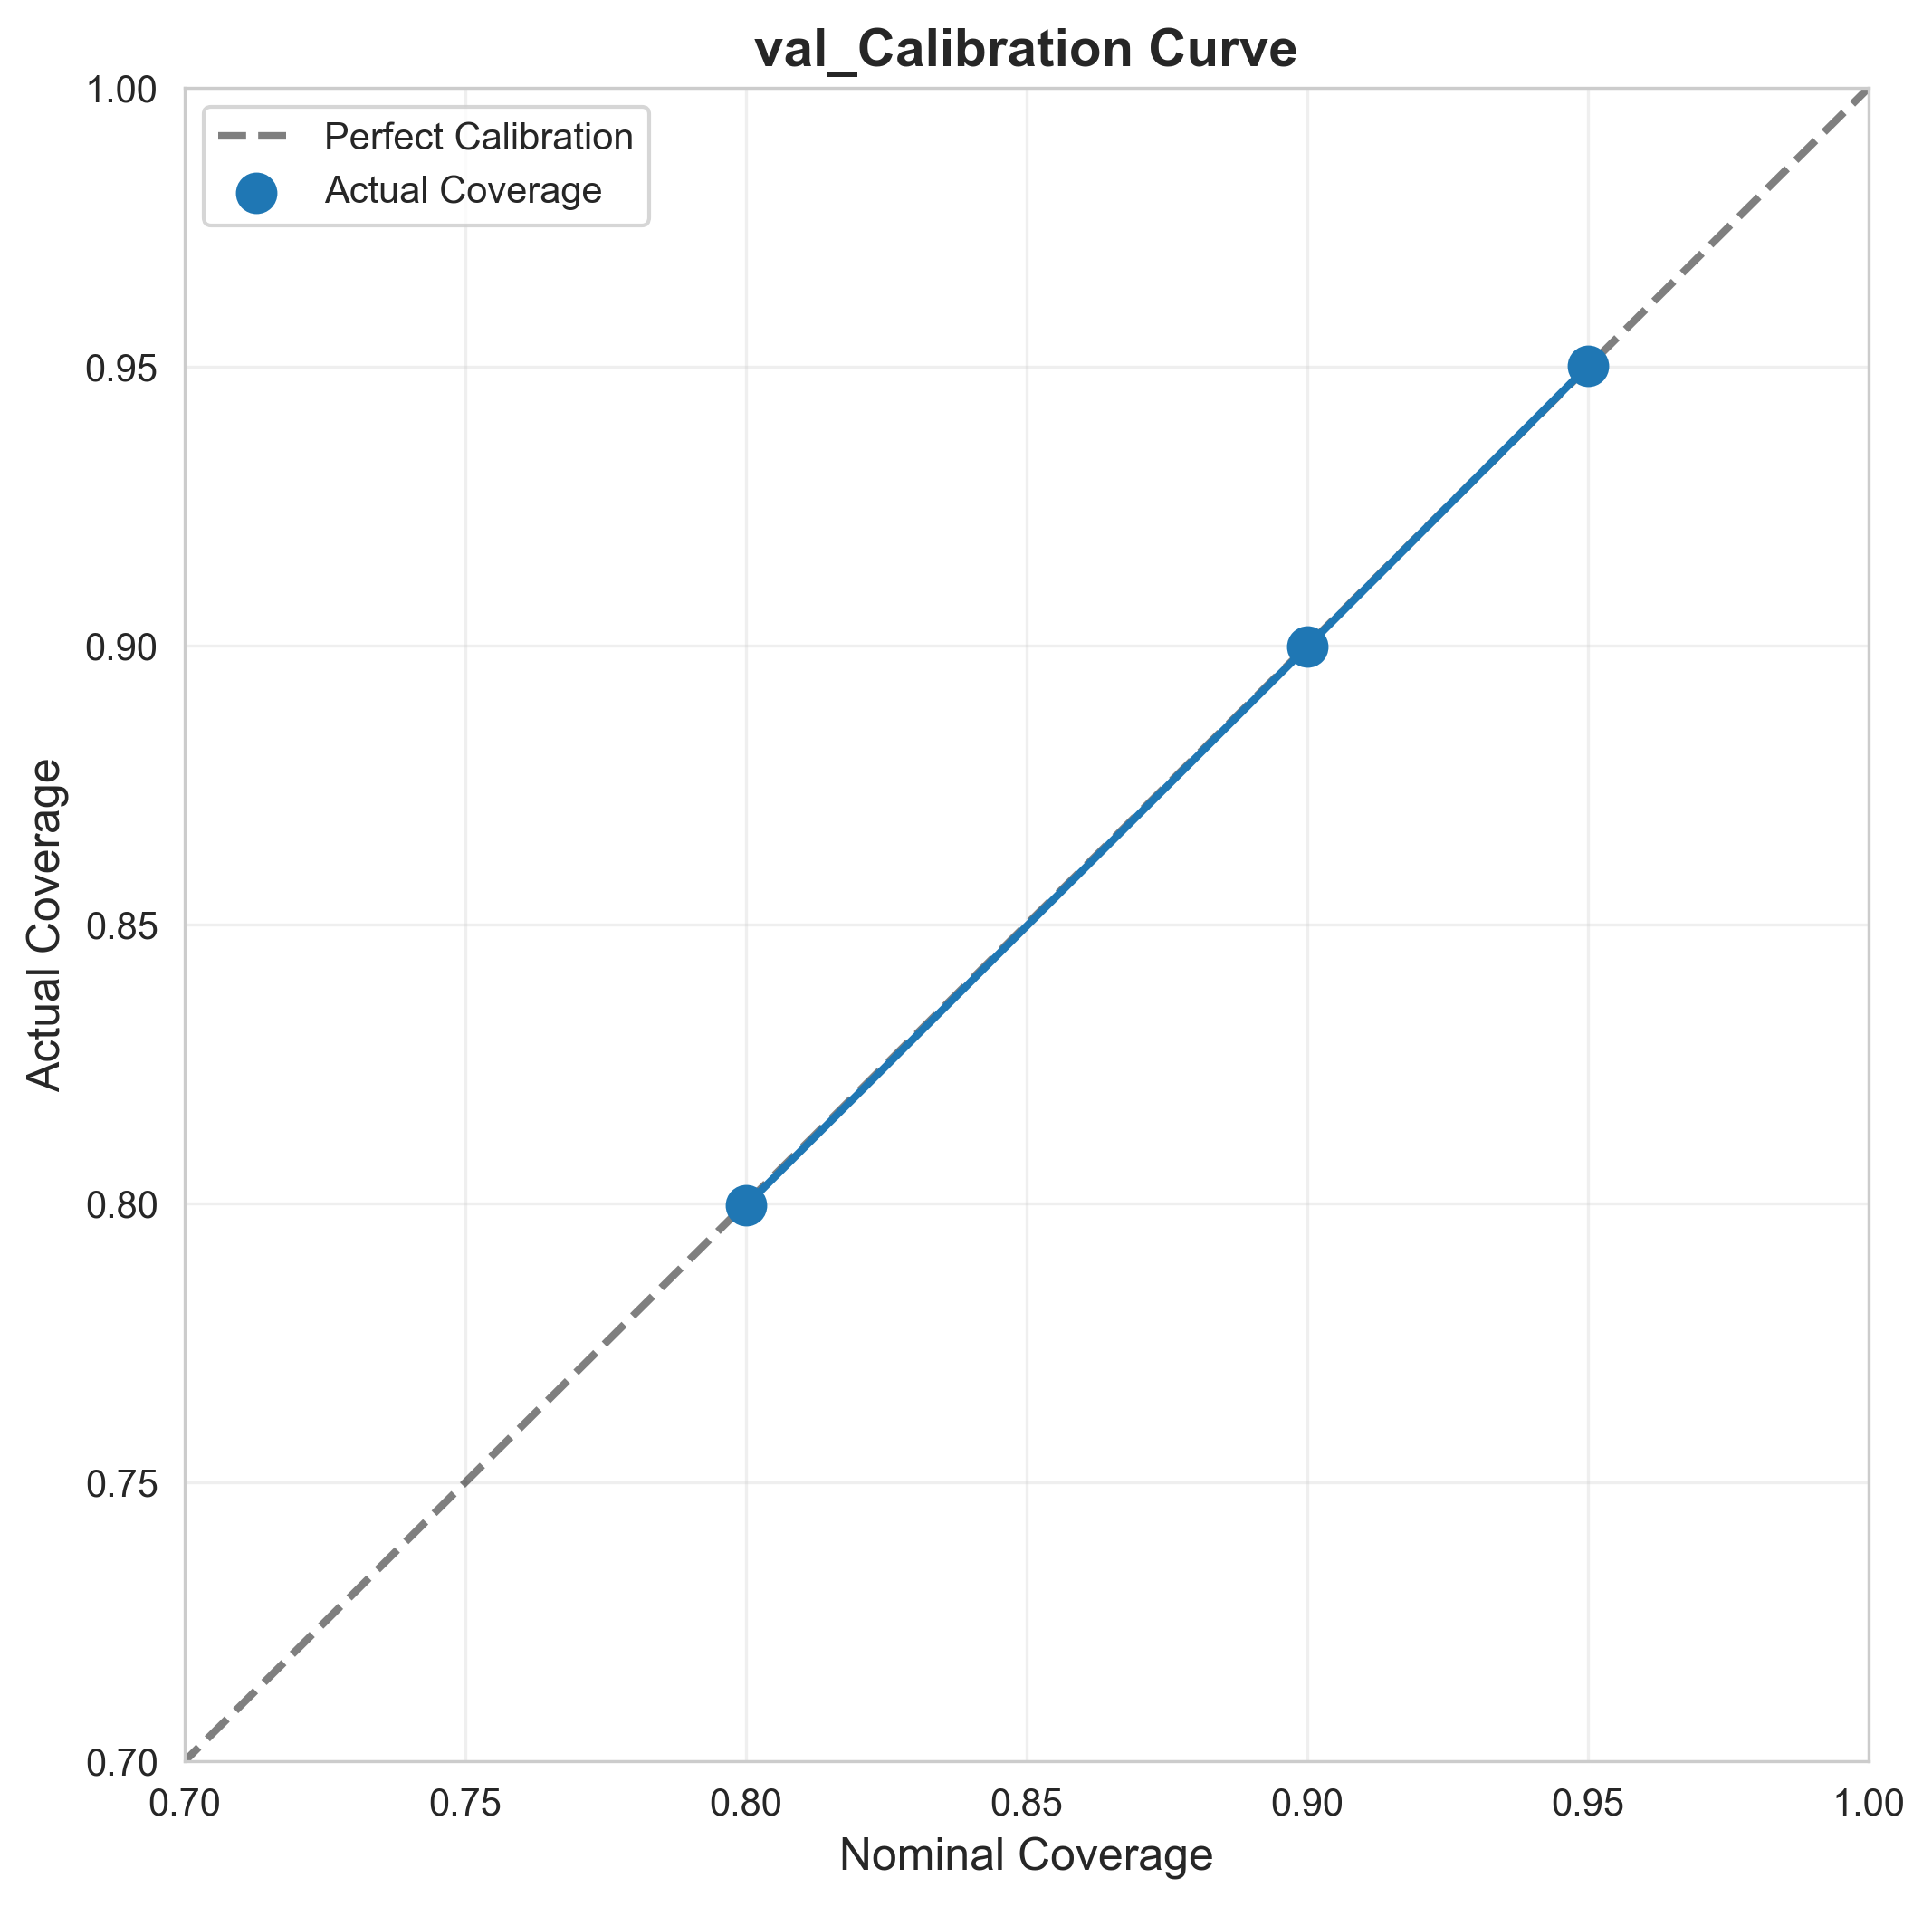 val_Calibration Curve
Perfect Calibration
Actual Coverage
1.00
0.95
0.90
0.85
0.80
0.75
0.70
Actual Coverage
0.70 0.75 0.80 0.85 0.90 0.95 1.00
Nominal Coverage